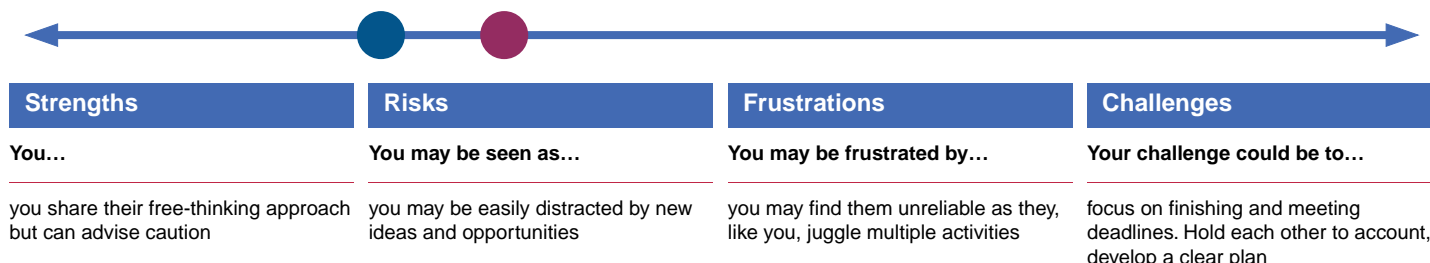 Strengths
You…
you share their free-thinking approach
but can advise caution
Risks
You may be seen as…
you may be easily distracted by new
ideas and opportunities
Frustrations
You may be frustrated by…
you may find them unreliable as they,
like you, juggle multiple activities
Challenges
Your challenge could be to…
focus on finishing and meeting
deadlines. Hold each other to account,
develop a clear plan